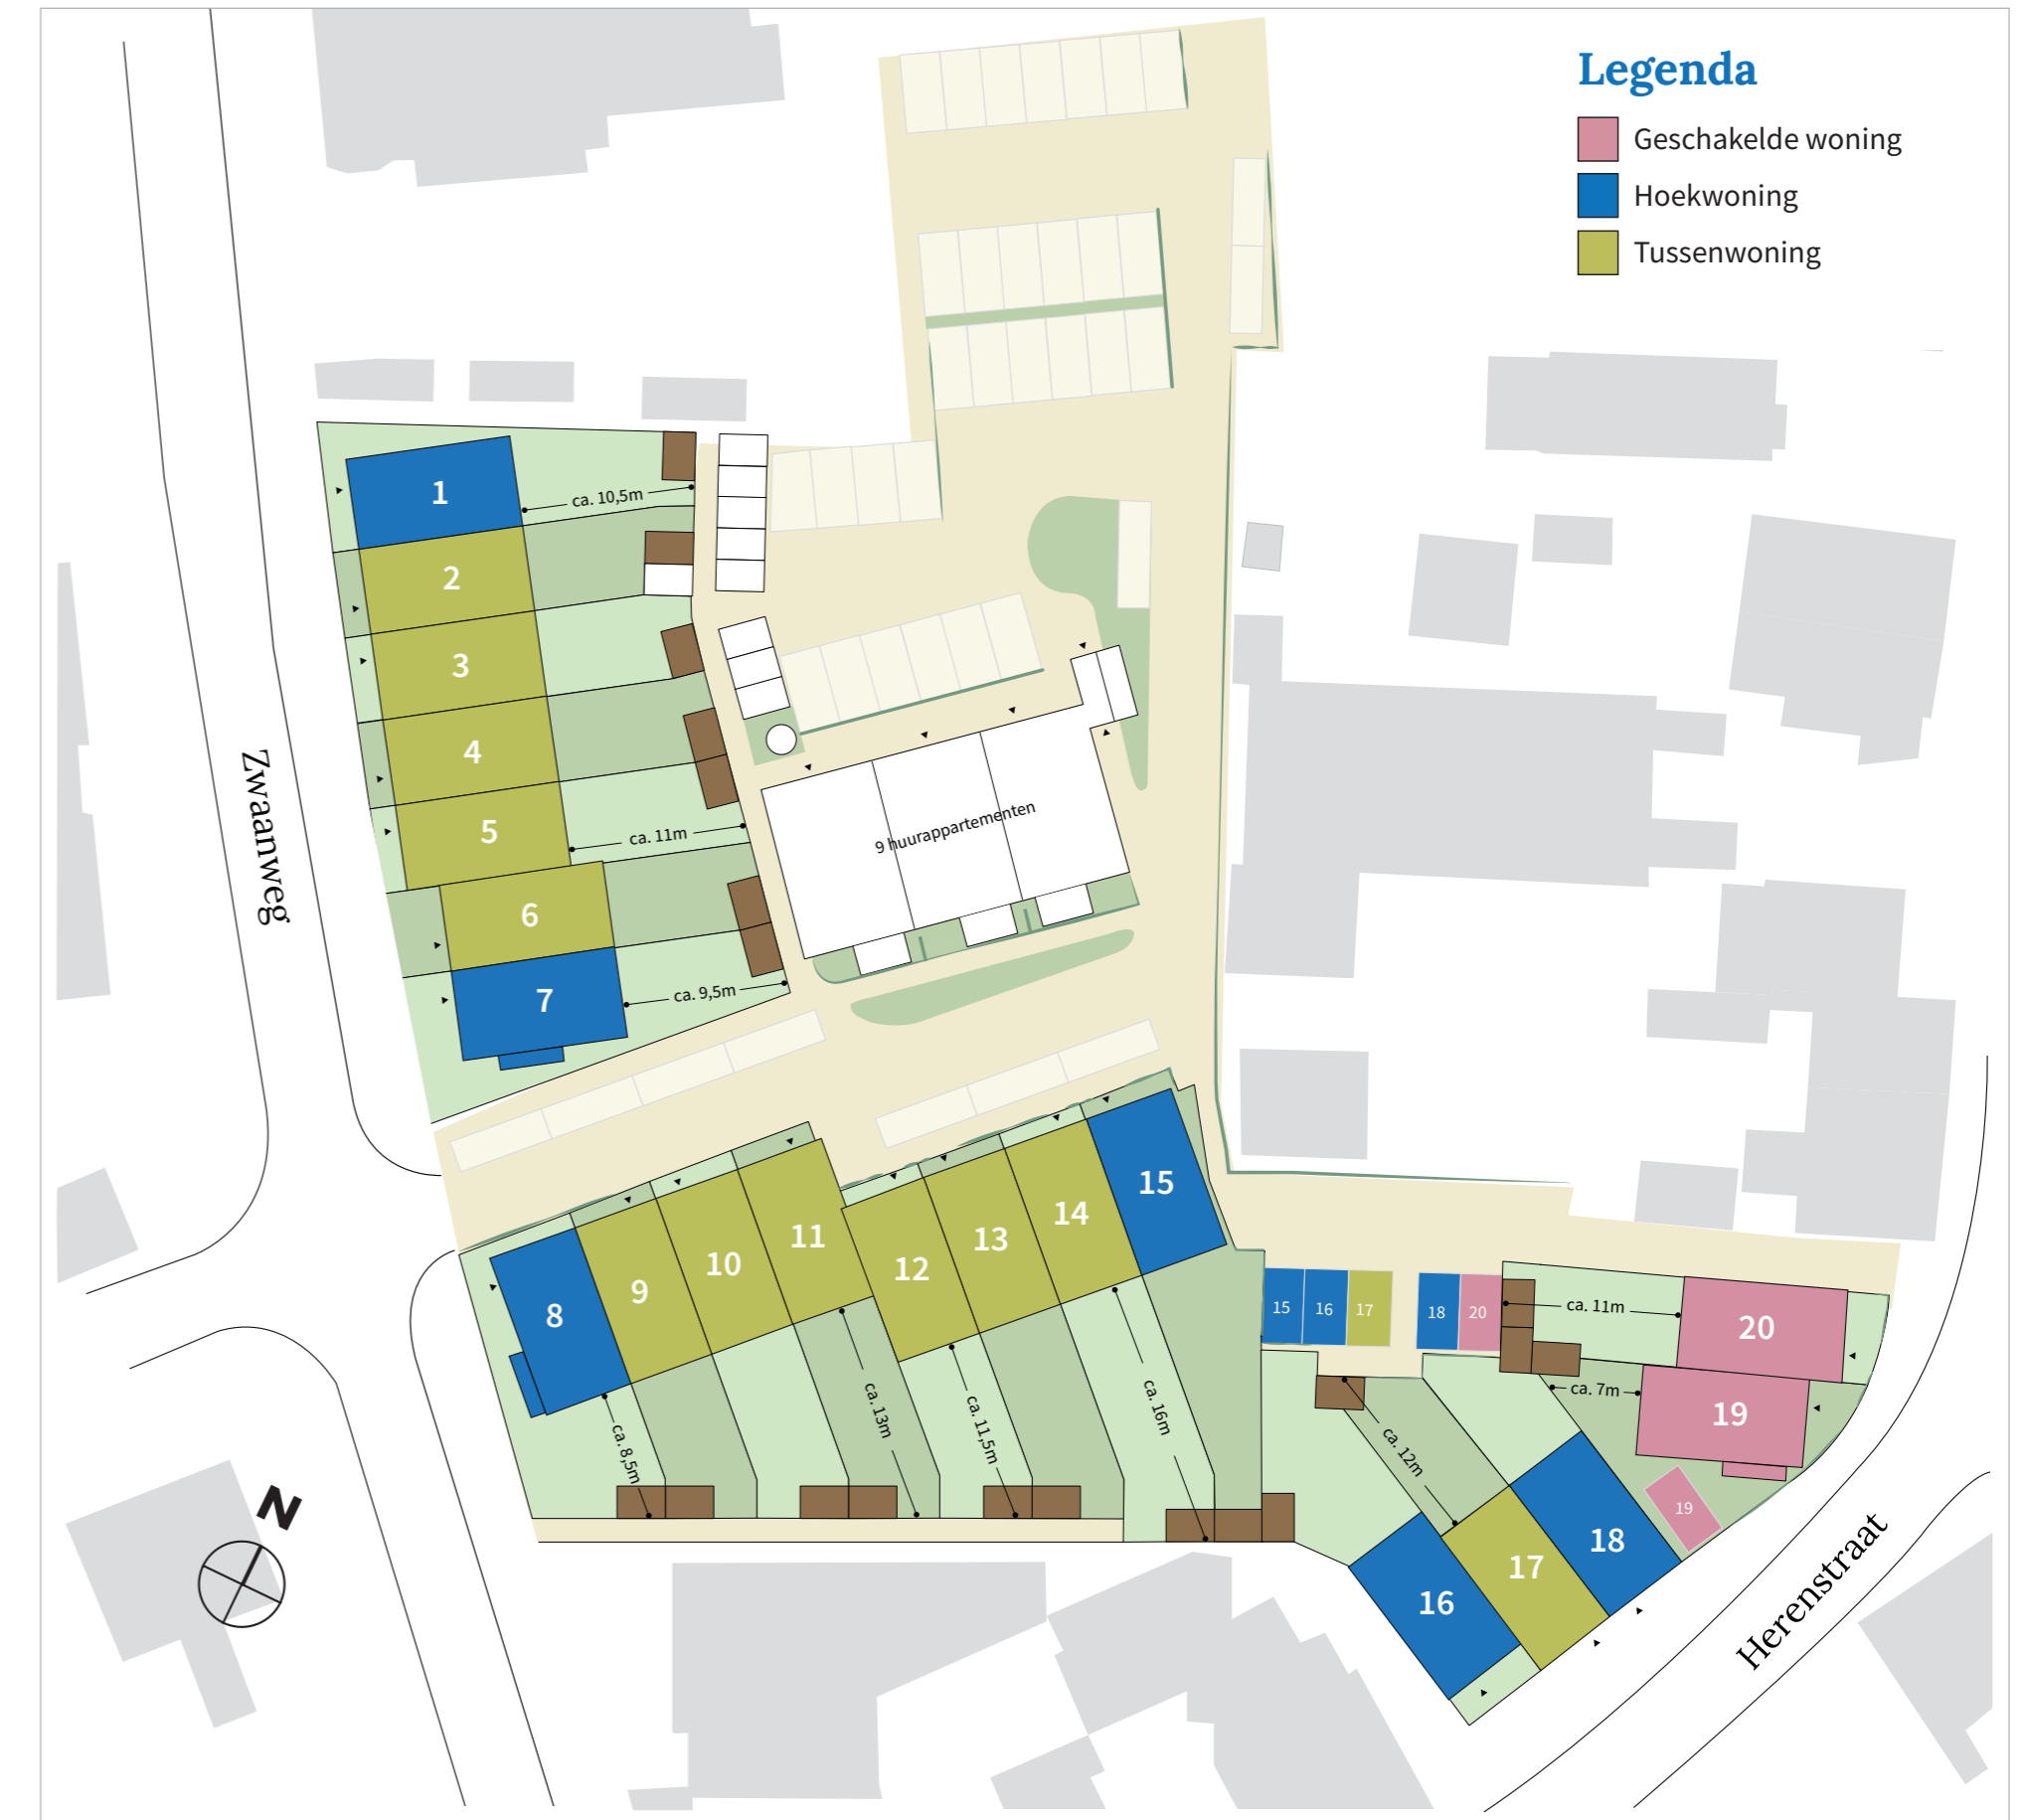 Legenda
Geschakelde woning
Hoekwoning
Tussenwoning
1
ca. 10,5m
2
3
4
5
ca. 11m
6
7
ca. 9,5m
9 huurappartementen
Zwaanweg
8
9
10
11
12
13
14
15
ca. 8,5m
ca. 13m
ca. 11,5m
ca. 16m
15
16
17
18
20
ca. 11m
20
ca. 7m
19
19
ca. 12m
16
17
18
Herenstraat
N